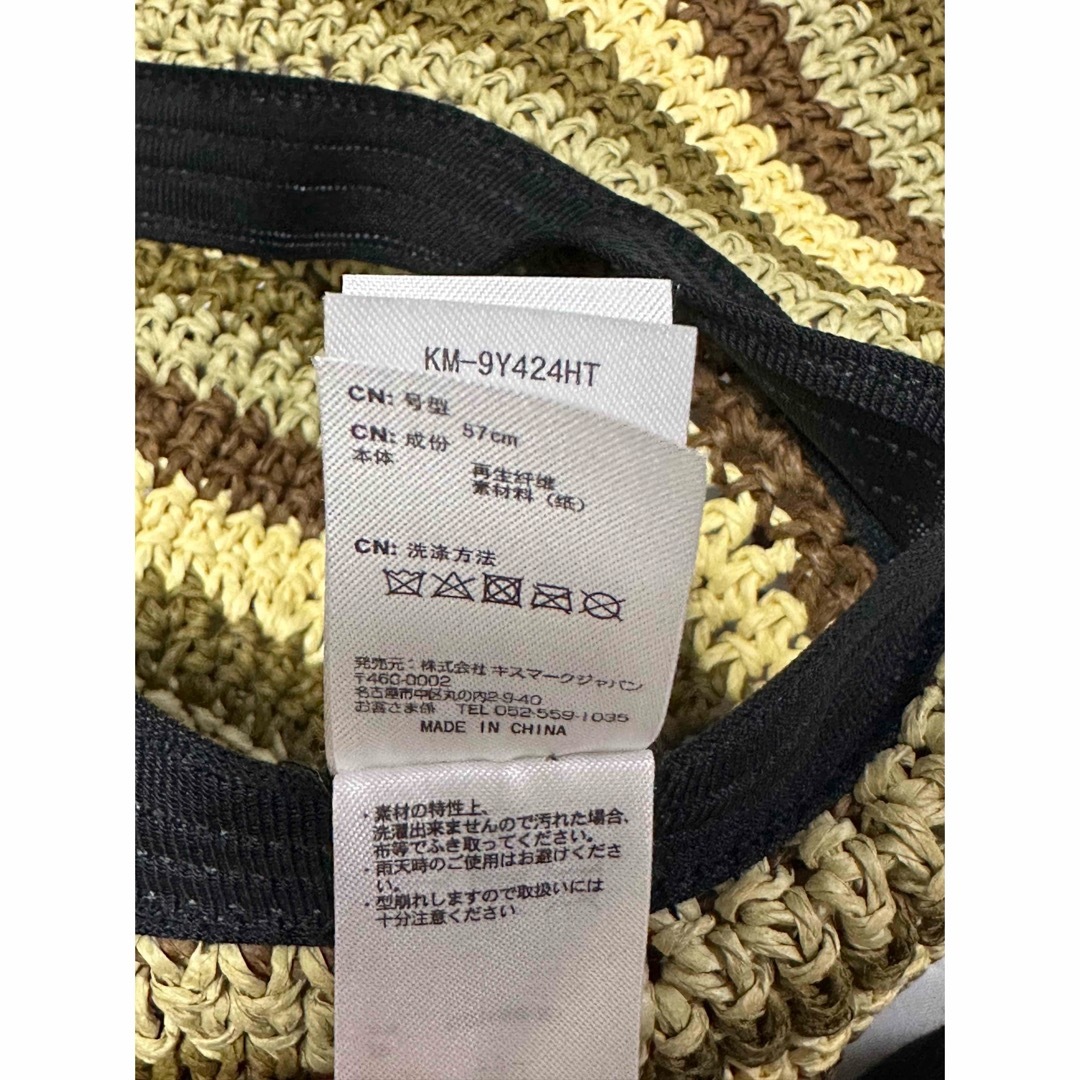 KM-9Y424HT
CN: 号型
57cm
CN: 成份
本体 再生纤维
素材料（纸）
CN: 洗涤方法
発売元：株式会社 キスマークジャパン
〒460-0002
名古屋市中区丸の内2-9-40
お客さま係 TEL 052-559-1035
MADE IN CHINA
・素材の特性上、
洗濯出来ませんので汚れた場合、
布等でふき取ってください。
・雨天時のご使用はお避けくださ
い。
・型崩れしますので取扱いには
十分注意ください